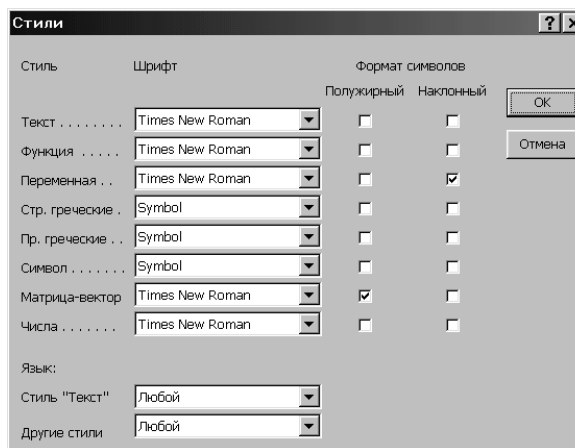 Стили
Стиль Шрифт Формат символов
Полужирный Наклонный
OK
Текст . . . . . . . . Times New Roman
Отмена
Функция . . . . . Times New Roman
Переменная . . Times New Roman
Стр. греческие . Symbol
Пр. греческие . . Symbol
Символ . . . . . . . Symbol
Матрица-вектор Times New Roman
Числа . . . . . . . Times New Roman
Язык:
Стиль "Текст" Любой
Другие стили Любой